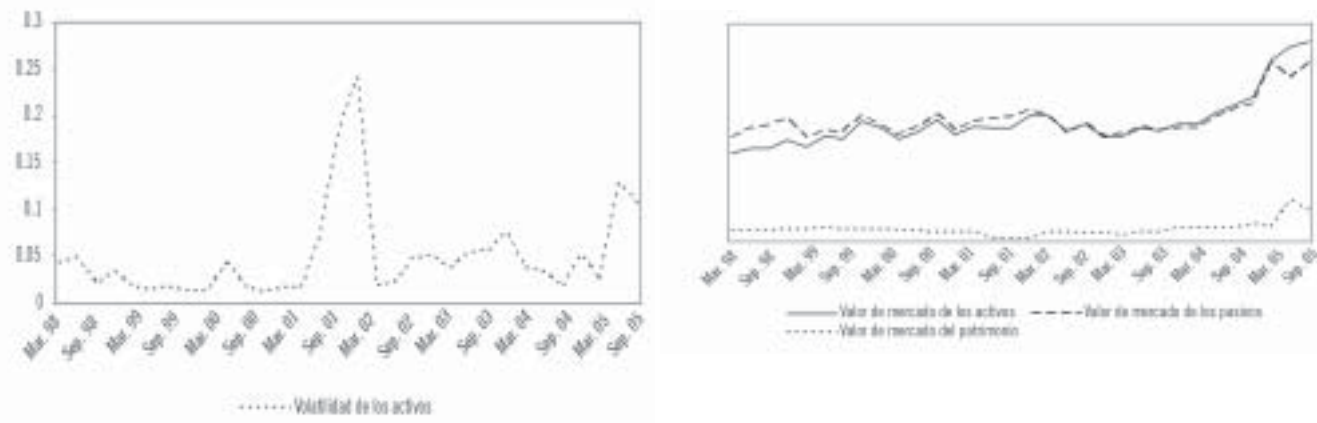 0.3
0.25
0.2
0.15
0.1
0.05
0
Mar. 98
Sep. 98
Mar. 99
Sep. 99
Mar. 00
Sep. 00
Mar. 01
Sep. 01
Mar. 02
Sep. 02
Mar. 03
Sep. 03
Mar. 04
Sep. 04
Mar. 05
Sep. 05
Volatilidad de los activos
Mar. 98
Sep. 98
Mar. 99
Sep. 99
Mar. 00
Sep. 00
Mar. 01
Sep. 01
Mar. 02
Sep. 02
Mar. 03
Sep. 03
Mar. 04
Sep. 04
Mar. 05
Sep. 05
Valor de mercado de los activos Valor de mercado de los pasivos
Valor de mercado del patrimonio